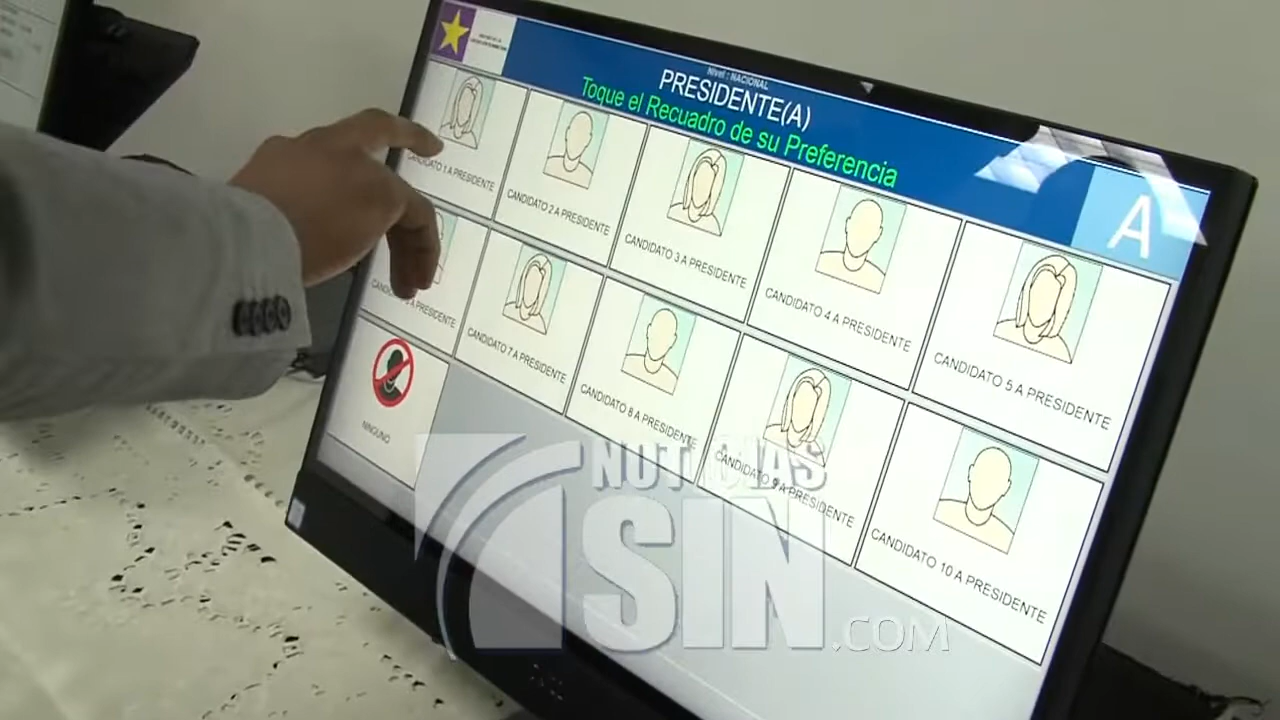 Nivel : NACIONAL
PRESIDENTE(A)
Toque el Recuadro de su Preferencia
A
CANDIDATO 1 A PRESIDENTE
CANDIDATO 2 A PRESIDENTE
CANDIDATO 3 A PRESIDENTE
CANDIDATO 4 A PRESIDENTE
CANDIDATO 5 A PRESIDENTE
A PRESIDENTE
CANDIDATO 7 A PRESIDENTE
CANDIDATO 8 A PRESIDENTE
CANDIDATO 9 A PRESIDENTE
CANDIDATO 10 A PRESIDENTE
NINGUNO
NOTICIAS
SIN
.COM